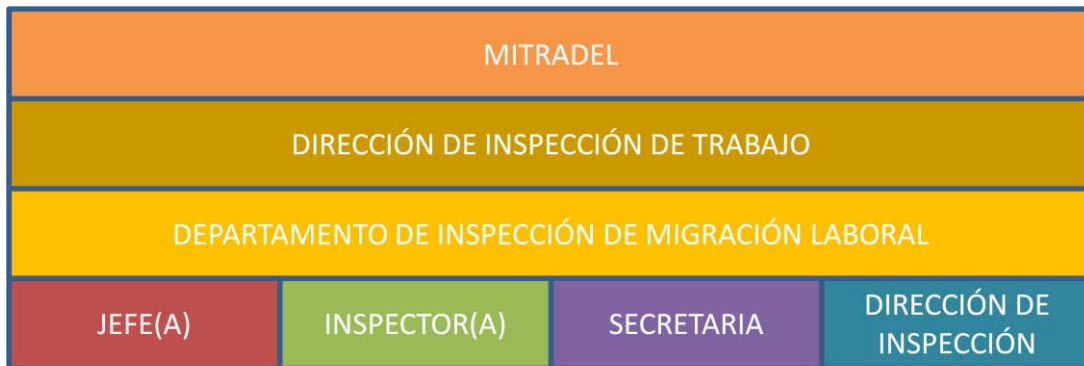 MITRADEL
DIRECCIÓN DE INSPECCIÓN DE TRABAJO
DEPARTAMENTO DE INSPECCIÓN DE MIGRACIÓN LABORAL
JEFE(A)
INSPECTOR(A)
SECRETARIA
DIRECCIÓN DE
INSPECCIÓN